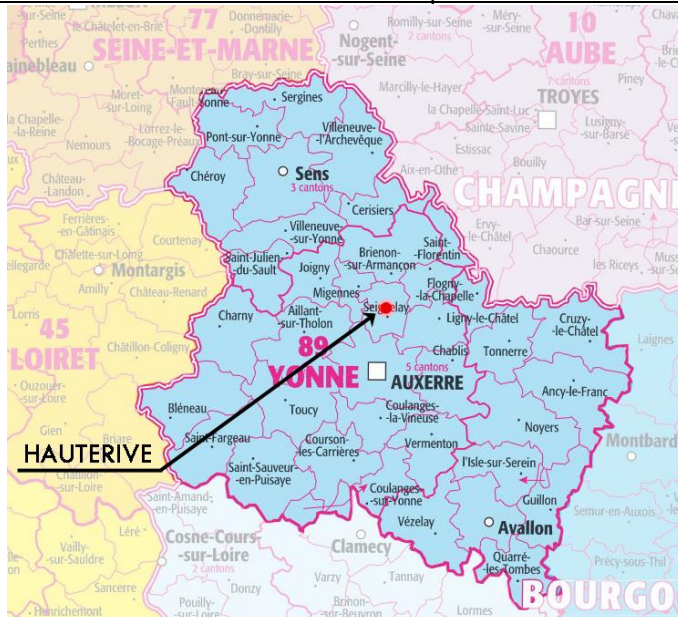 77
SEINE-ET-MARNE
Donnemarie-
-Dontilly
le Châtelet-en-Brie
Perthes
Bray-sur-Seine
Moret-
-sur-Loing
la Chapelle-
-la-Reine
Nemours
Lorrez-le-
-Bocage-Préaux
Château-
-Landon
Romilly-sur-Seine
2 cantons
Nogent-
-sur-Seine
Méry-
-sur-Seine
10
AUBE
7 cantons
Marcilly-le-Hayer
la Chapelle-Saint-Luc
TROYES
Sainte-Savine
Piney
Lusigny-
-sur-Barse
Estissac
Aix-en-Othe
Bouilly
CHAMPAGN
Ervy-
-le-Châtel
Bar-sur-Seine
Chaource
les Riceys
Sergines
Pont-sur-Yonne
Villeneuve-
-l'Archevêque
Chéroy
Sens
3 cantons
Cerisiers
Villeneuve-
-sur-Yonne
Saint-Julien-
-du-Sault
Joigny
Brienon-
-sur-Armançon
Saint-
-Florentin
Migennes
Flogny-
-la-Chapelle
Charny
Aillant-
-sur-Tholon
Seignelay
Ligny-le-Châtel
Cruzy-
-le-Châtel
Tonnerre
Chablis
89
YONNE
5 cantons
AUXERRE
Ancy-le-Franc
Bléneau
Toucy
Coulanges-
-la-Vineuse
Noyers
Saint-Fargeau
Courson-
-les-Carrières
Vermenton
Saint-Sauveur-
-en-Puisaye
l'Isle-sur-Serein
Coulanges-
-sur-Yonne
Guillon
Vézelay
Avallon
Quarré-
-les-Tombes
HAUTERIVE
Ferrières-
-en-Gâtinais
Courtenay
Châlette-sur-Loing
Montargis
Amilly
Château-Renard
Lorris
45
LOIRET
Châtillon-Coligny
Ouzouer-
-sur-Loire
Gien
Briare
Châtillon-
-sur-Loire
Saint-Amand-
-en-Puisaye
Léré
Vailly-
-sur-Sauldre
Sancerre
Henrichemont
Cosne-Cours-
-sur-Loire
2 cantons
Clamecy
Donzy
Varzy
Tannay
Pouilly-
-sur-Loire
Brinon-
-sur-Beuvron
Lormes
Laignes
Montbard
Semur-en-Auxois
Précy-sous-Thil
BOURGO